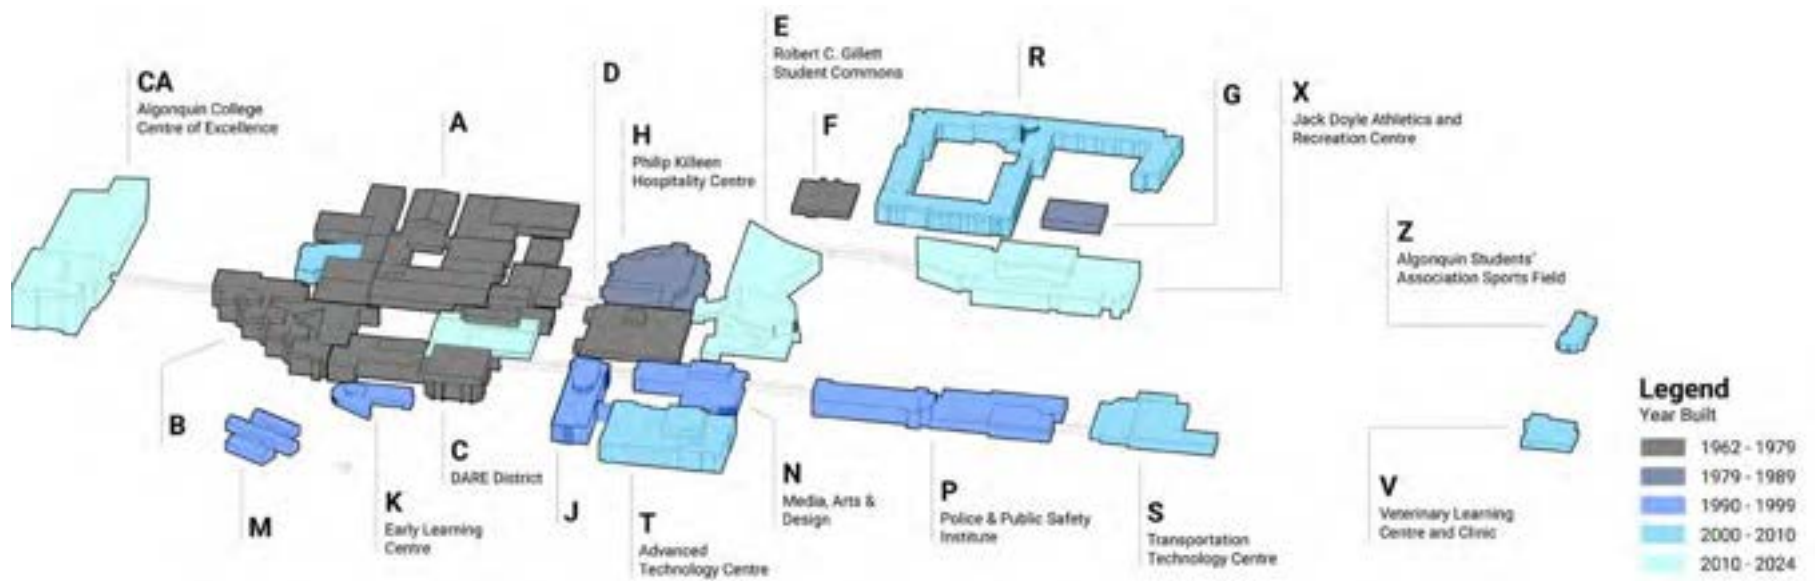 CA
Algonquin College
Centre of Excellence
A
D
H
Philip Killeen
Hospitality Centre
E
Robert C. Gillett
Student Commons
F
R
G
X
Jack Doyle Athletics and
Recreation Centre
Z
Algonquin Students'
Association Sports Field
B
M
K
Early Learning
Centre
C
DARE District
J
T
Advanced
Technology Centre
N
Media, Arts &
Design
P
Police & Public Safety
Institute
S
Transportation
Technology Centre
V
Veterinary Learning
Centre and Clinic
Legend
Year Built
1962 - 1979
1979 - 1989
1990 - 1999
2000 - 2010
2010 - 2024